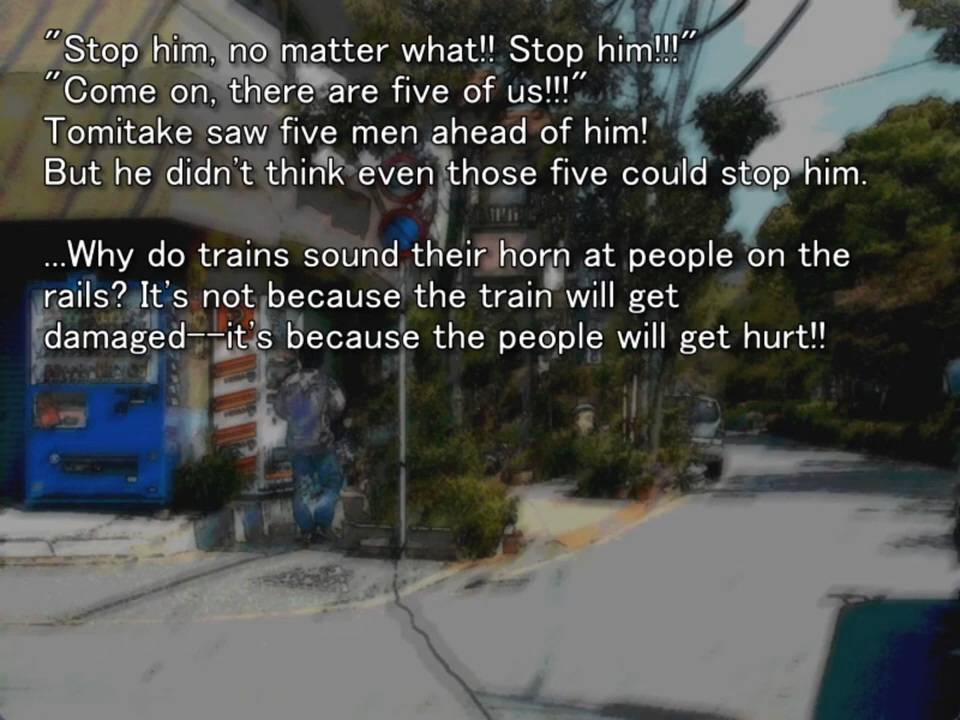 "Stop him, no matter what!! Stop him!!!"
"Come on, there are five of us!!!"
Tomitake saw five men ahead of him!
But he didn't think even those five could stop him.
...Why do trains sound their horn at people on the
rails? It's not because the train will get
damaged--it's because the people will get hurt!!